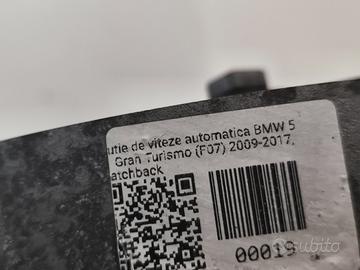 utie de viteze automatica BMW 5
Gran Turismo (F07) 2009-2017,
atchback
00019
subito